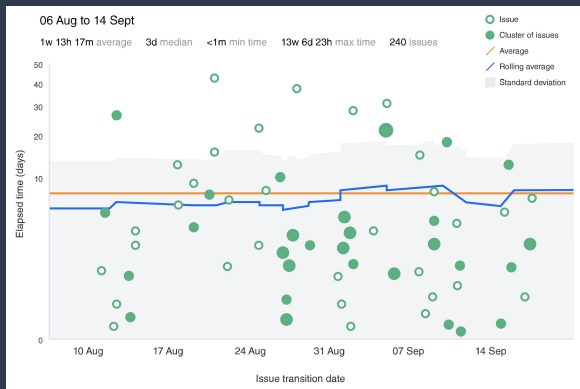 06 Aug to 14 Sept
1w 13h 17m average 3d median <1m min time 13w 6d 23h max time 240 issues
Issue
Cluster of issues
Average
Rolling average
Standard deviation
Elapsed time (days)
50
40
30
20
10
0
10 Aug 17 Aug 24 Aug 31 Aug 07 Sep 14 Sep
Issue transition date